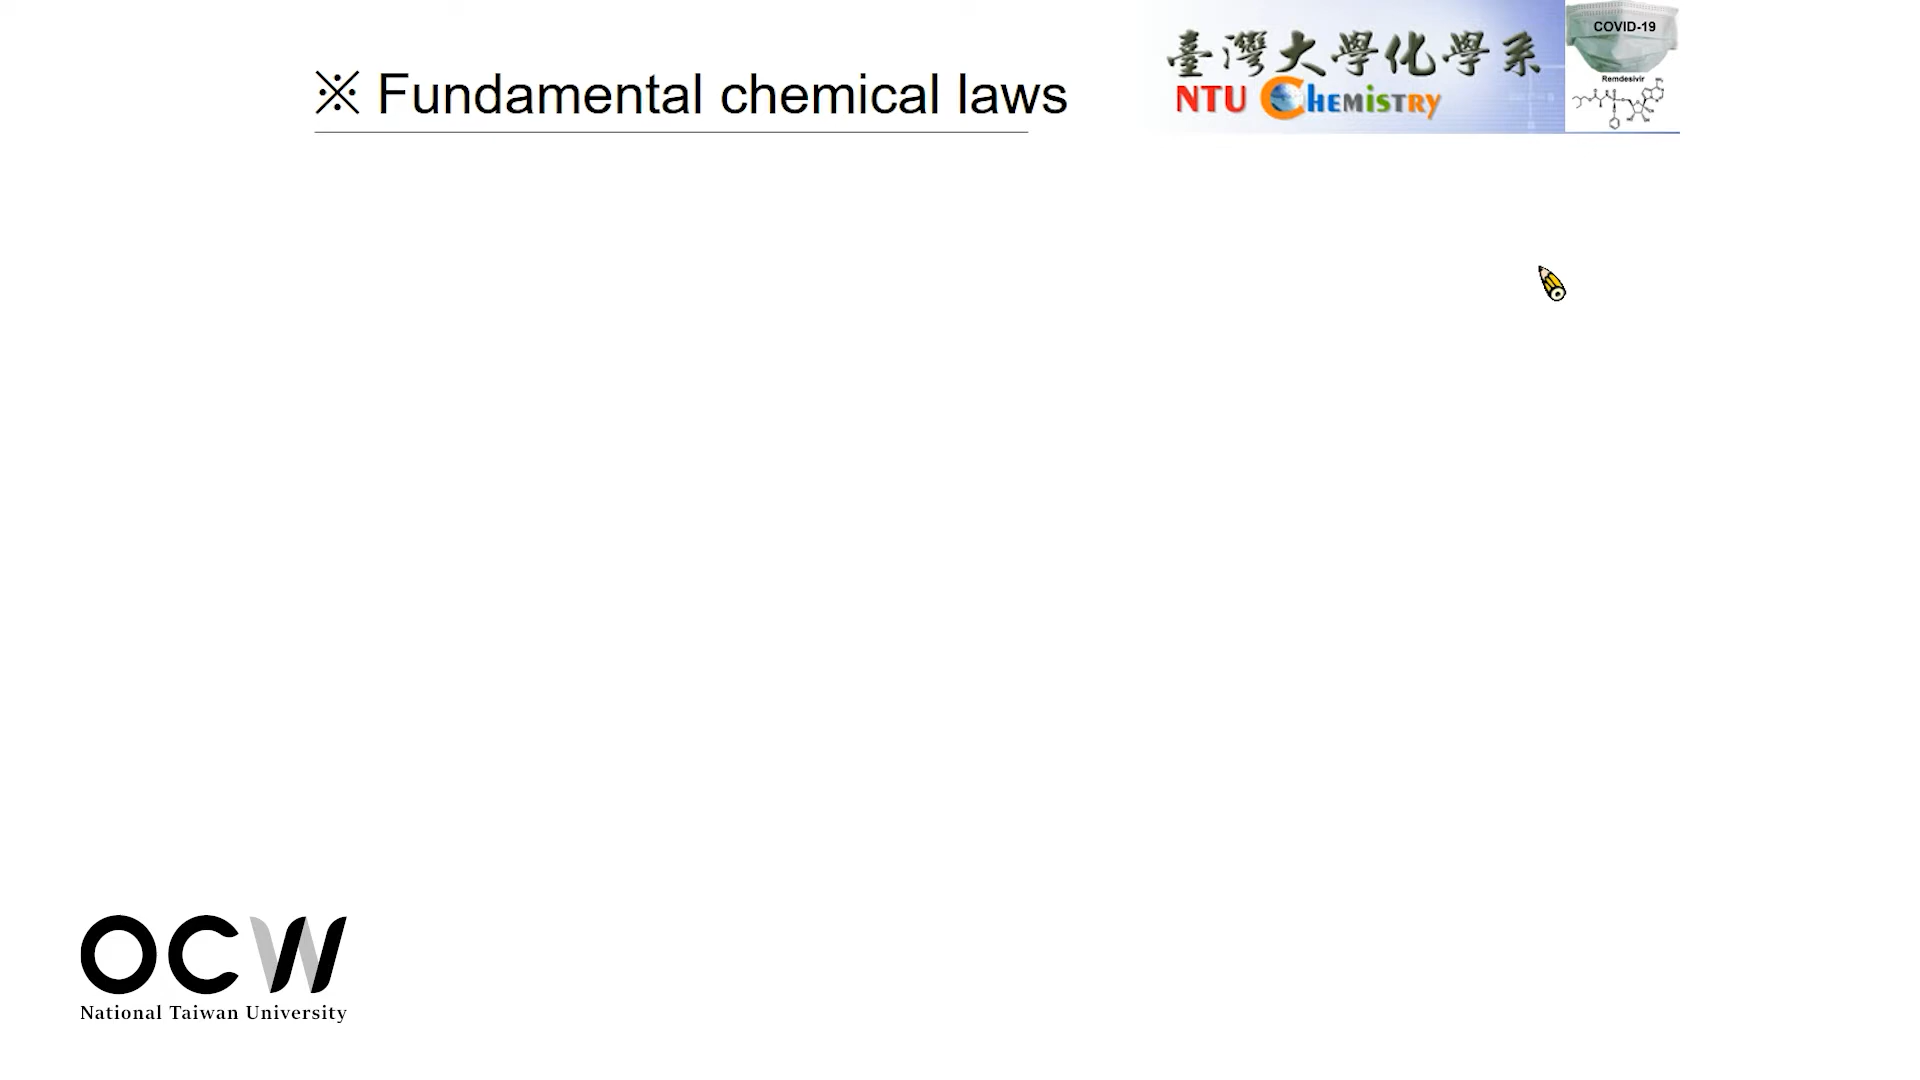 ※ Fundamental chemical laws
臺灣大學化學系
NTU Chemistry
COVID-19
Remdesivir
OCW
National Taiwan University